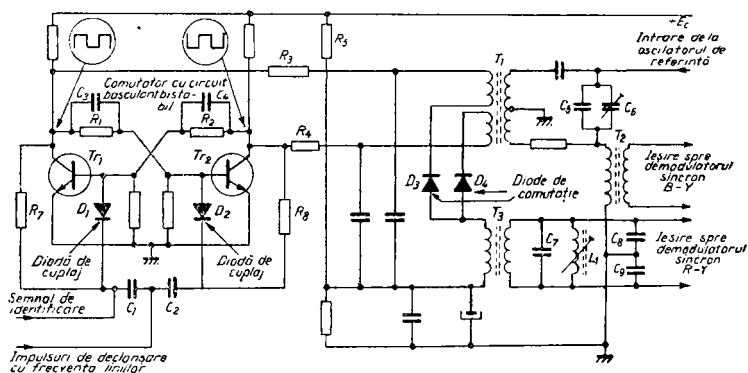 +Ec
Intrare de la
oscilatorul de
referință
R5
R3
T1
Comutator cu circuit
basculant bista-
bil
C3
C4
R1
R2
C5
C6
T2
R4
Tr1
Tr2
D3
D4
Diode de
comutație
Ieșire spre
demodulatorul
sincron
B-Y
R7
D1
D2
R8
T3
C7
L1
C8
C9
Ieșire spre
demodulatorul
sincron
R-Y
Diodă de
cuplaj
Diodă de
cuplaj
Semnal de
identificare
C1
C2
Impulsuri de declanșare
cu frecvența liniilor